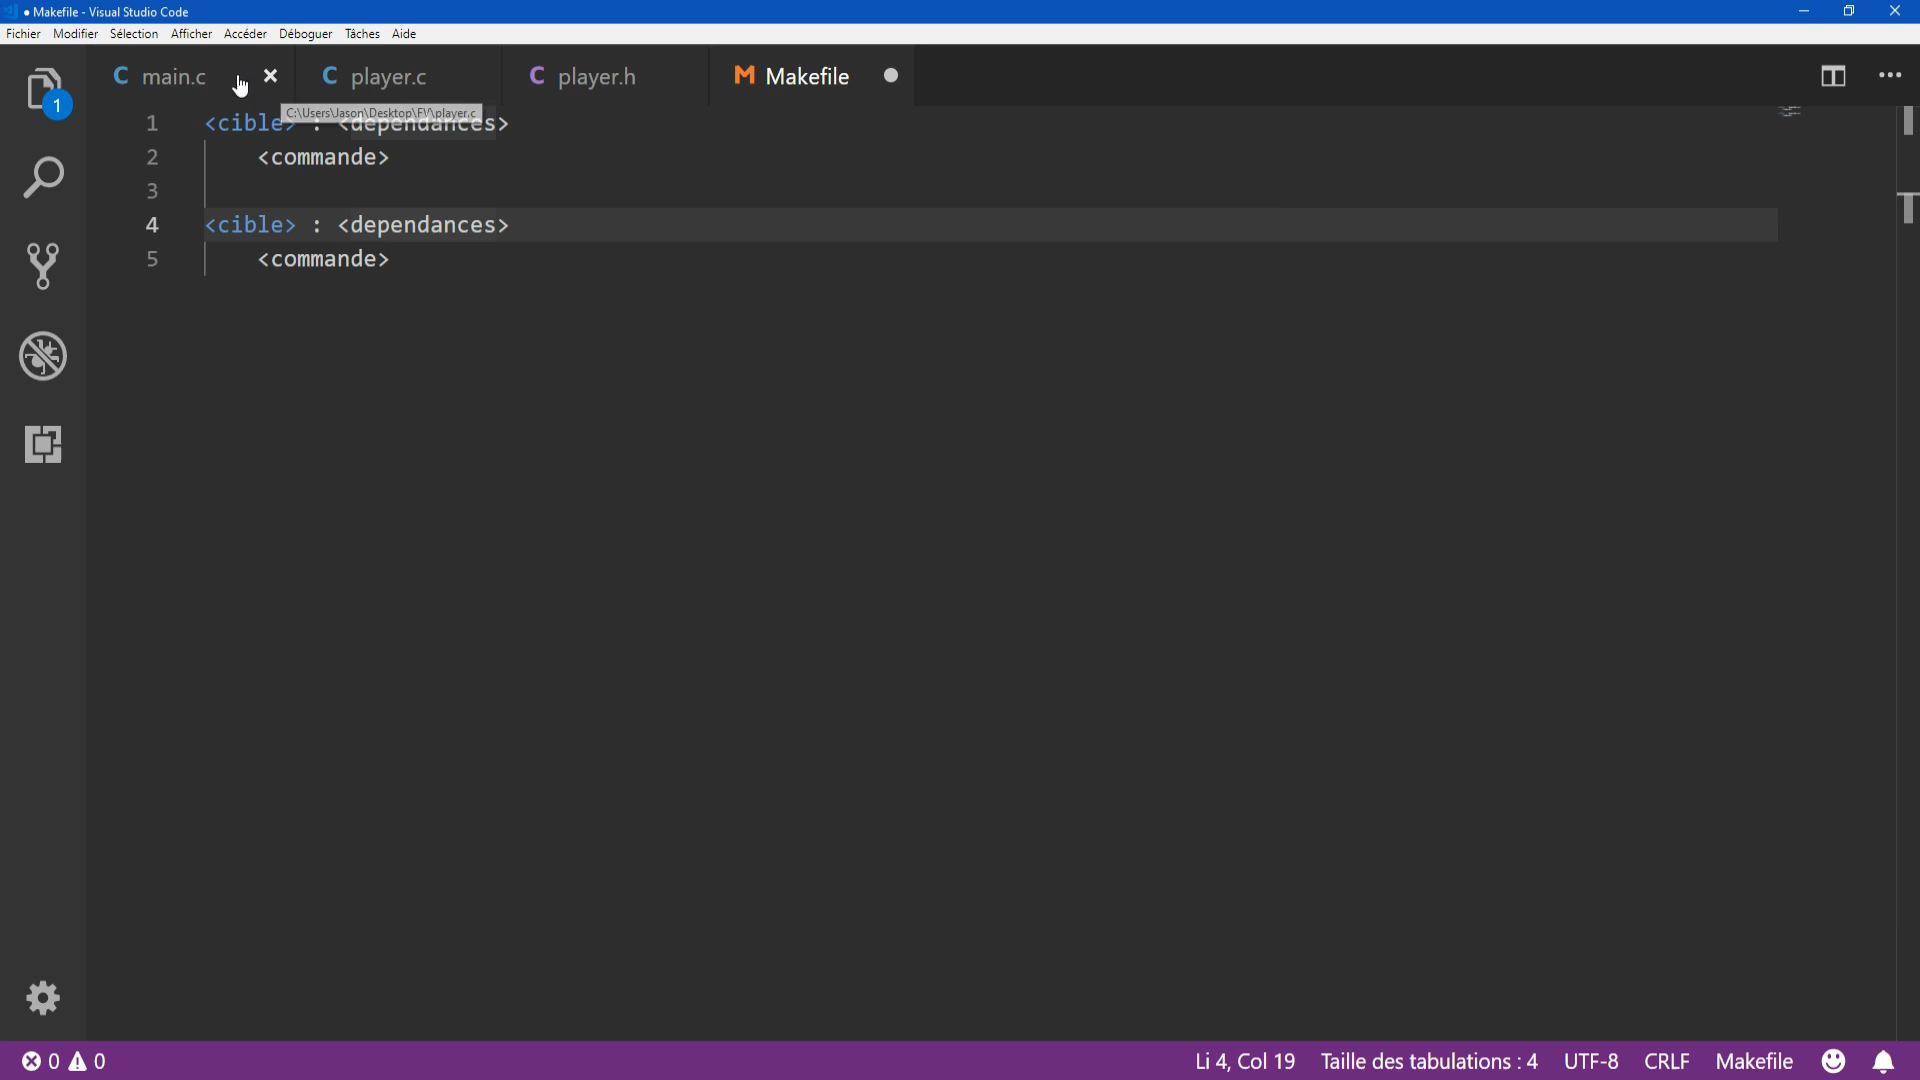 ● Makefile - Visual Studio Code
Fichier Modifier Sélection Afficher Accéder Déboguer Tâches Aide
C main.c C player.c C player.h M Makefile
C:\Users\Jason\Desktop\FV\player.c
1 <cible> : <dependances>
2 <commande>
3
4 <cible> : <dependances>
5 <commande>
1
0 0 Li 4, Col 19 Taille des tabulations : 4 UTF-8 CRLF Makefile